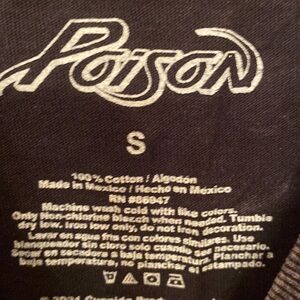 Poison
S
100% Cotton / Algodón
Made in Mexico / Hecho en México
RN #86947
Machine wash cold with like colors.
Only Non-chlorine bleach when needed. Tumble
dry low. Iron low only, do not iron decoration.
Lavar en agua fria con colores similares. Use
blanqueador sin cloro solo cuando sea necesario.
Secar en secadora a baja temperatura. Planchar a
baja temperatura, no planchar el estampado.